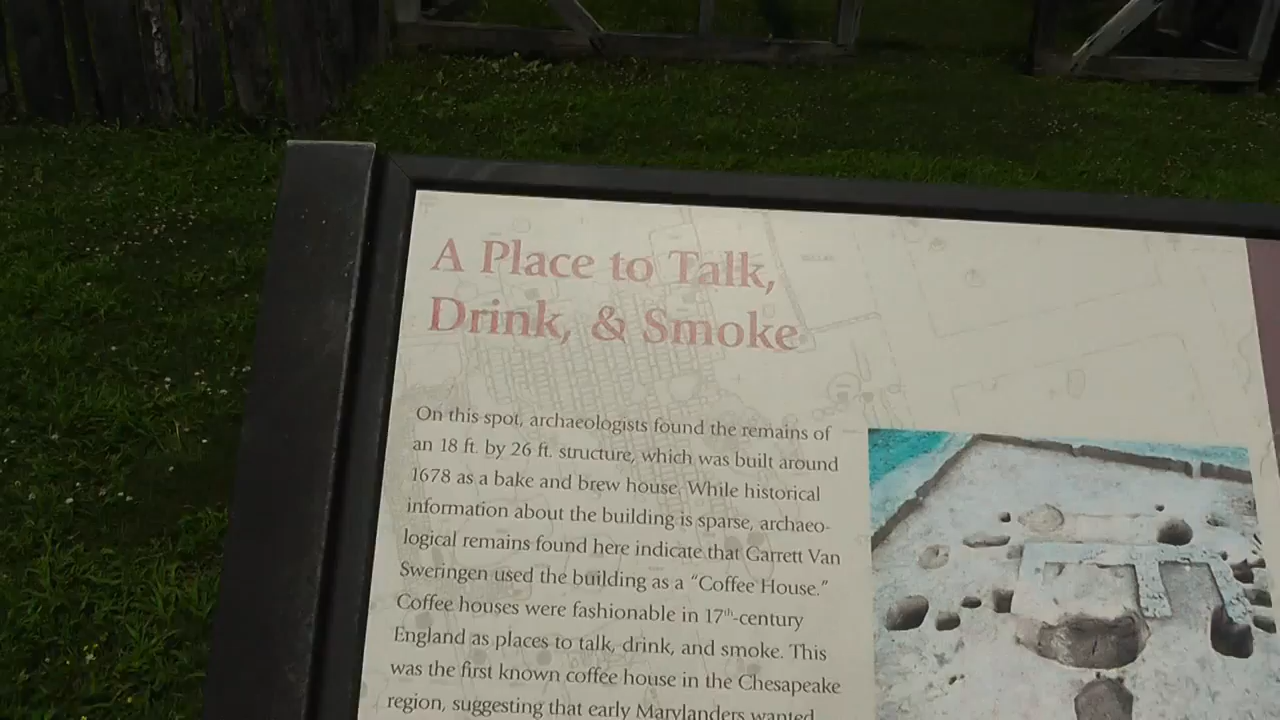 A Place to Talk,
Drink, & Smoke
On this spot, archaeologists found the remains of
an 18 ft. by 26 ft. structure, which was built around
1678 as a bake and brew house. While historical
information about the building is sparse, archaeo-
logical remains found here indicate that Garrett Van
Sweringen used the building as a “Coffee House.”
Coffee houses were fashionable in 17th-century
England as places to talk, drink, and smoke. This
was the first known coffee house in the Chesapeake
region, suggesting that early Marylanders wanted